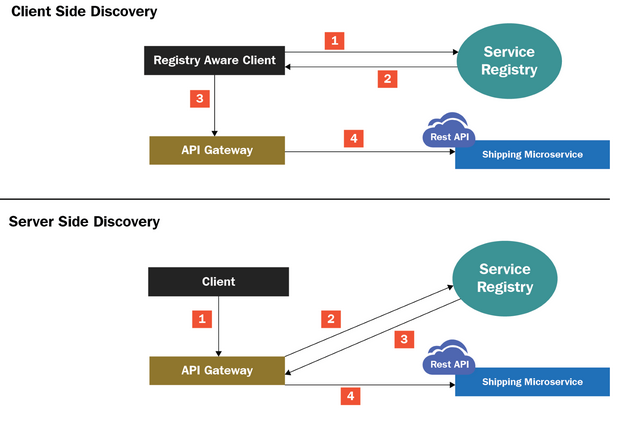 Client Side Discovery
1
Registry Aware Client
Service
Registry
2
3
Rest API
4
API Gateway
Shipping Microservice
Server Side Discovery
Service
Registry
Client
1
2
3
Rest API
API Gateway
Shipping Microservice
4